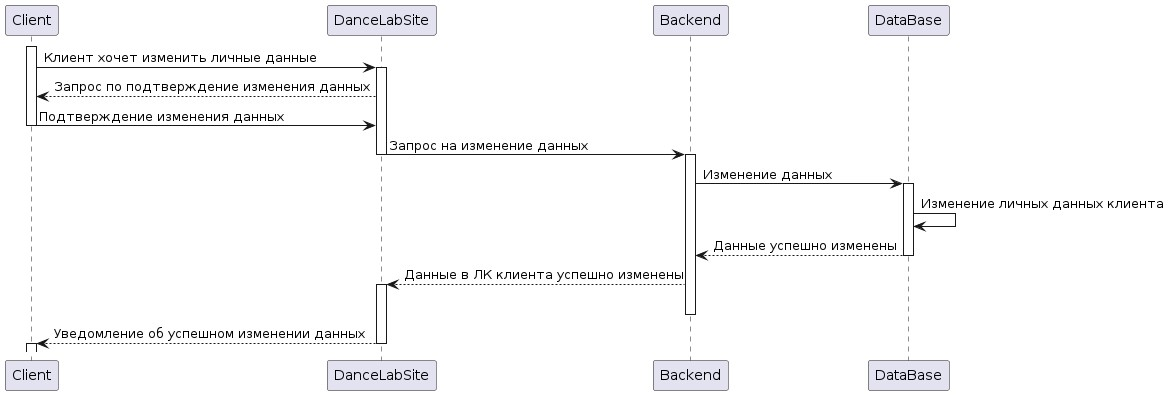 Client
DanceLabSite
Backend
DataBase
Клиент хочет изменить личные данные
Запрос по подтверждение изменения данных
Подтверждение изменения данных
Запрос на изменение данных
Изменение данных
Изменение личных данных клиента
Данные успешно изменены
Данные в ЛК клиента успешно изменены
Уведомление об успешном изменении данных
Client
DanceLabSite
Backend
DataBase